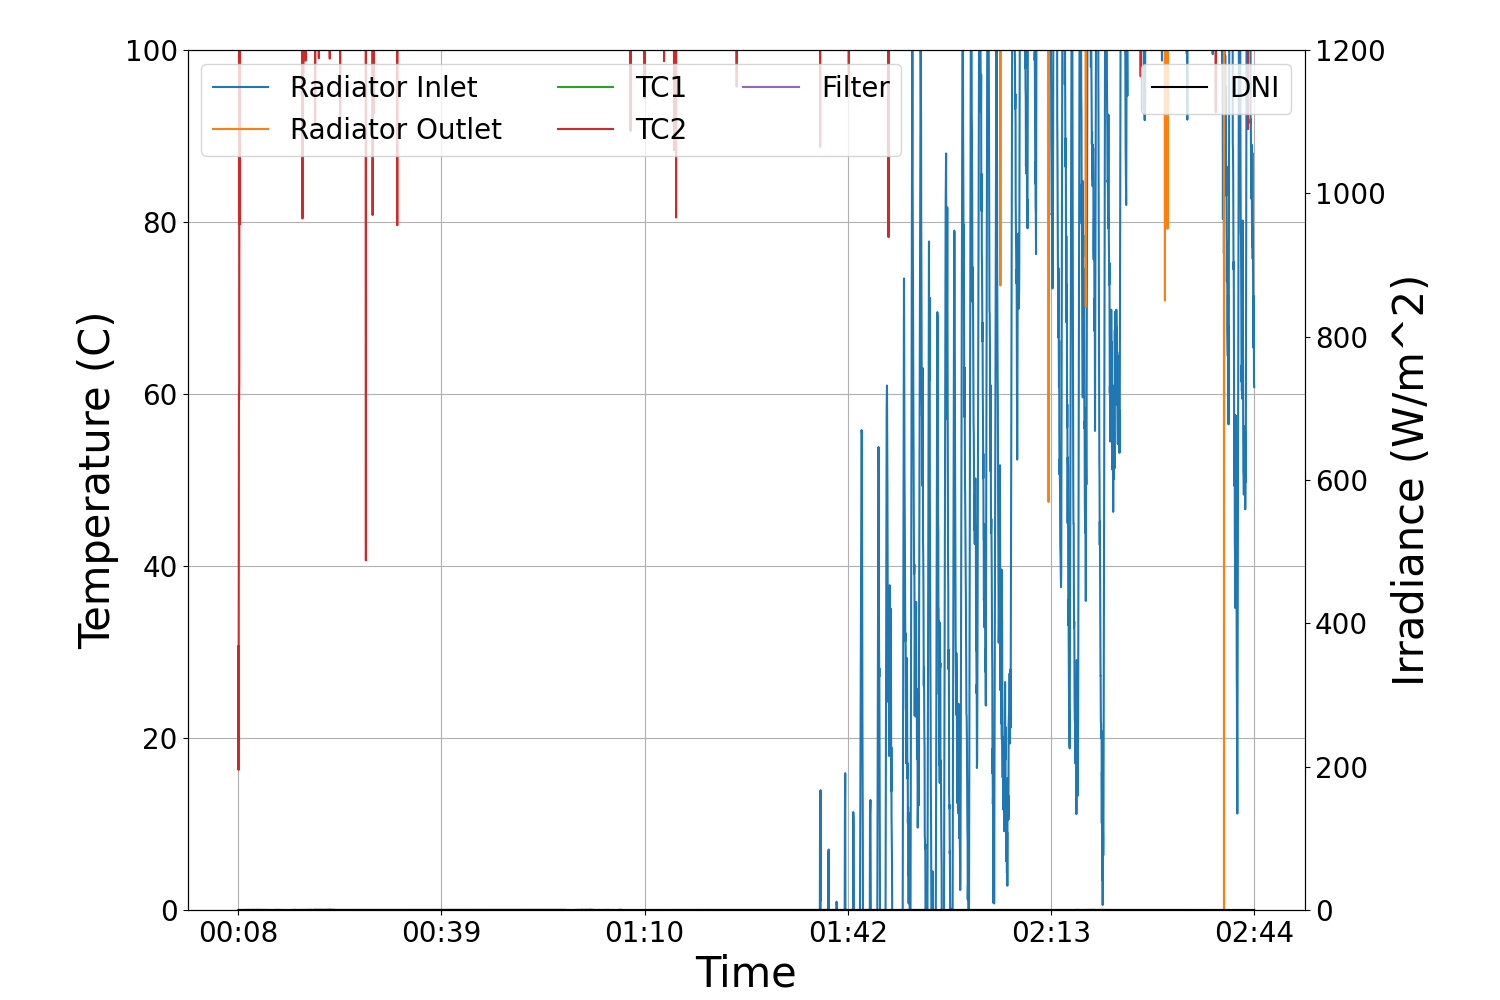 100
80
60
40
20
0
Temperature (C)
Radiator Inlet
Radiator Outlet
TC1
TC2
Filter
DNI
1200
1000
800
600
400
200
0
Irradiance (W/m^2)
00:08 00:39 01:10 01:42 02:13 02:44
Time